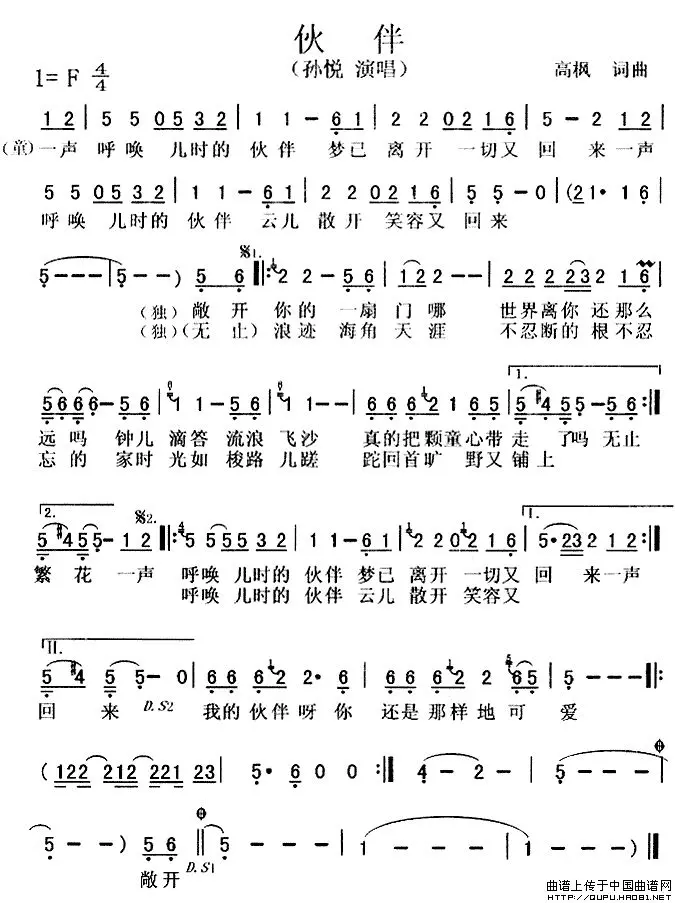 伙 伴
(孙悦 演唱)
1= F 4/4
高枫 词曲
1 2 | 5 5 0 5 3 2 | 1 1 - 6 1 | 2 2 0 2 1 6 | 5 - 2 1 2 |
(童)一声 呼唤 儿时的 伙伴 梦已 离开 一切又 回 来一声
5 5 0 5 3 2 | 1 1 - 6 1 | 2 2 0 2 1 6 | 5 5 - 0 | (2 1· 1 6 |
呼唤 儿时的 伙伴 云儿 散开 笑容又 回来
5 - - - | 5 - - ) 5 6 𝄋1. ‖: 2 2 - 5 6 | 1 2 2 - - | 2 2 2 2 2 3 2 1 6 |
(独) 敞开 你的 一扇 门哪 世界离你 还那么
(独)(无止) 浪迹 海角 天涯 不忍断的 根不忍
1.
5 6 6 6 - 5 6 | 1 1 - 5 6 | 1 1 - - | 6 6 6 6 2 1 6 5 | 5 #4 5 5 - 5 6 :‖
远吗 钟儿 滴答 流浪 飞沙 真的把颗童心带 走 了吗 无止
忘的 家时 光如 梭路 儿蹉 跎回首旷 野又铺上
2. 𝄋2. 1.
5 #4 5 5 - 1 2 ‖: 5 5 5 5 3 2 | 1 1 - 6 1 | 2 2 0 2 1 6 | 5· 2 3 2 1 2 |
繁花 一声 呼唤 儿时的 伙伴 梦已 离开 一切又 回 来一声
呼唤 儿时的 伙伴 云儿 散开 笑容又
II.
5 #4 5 5 - 0 | 6 6 6 2 2· 6 | 6 6 6 2 2 6 5 | 5 - - - |:
回 来 D.S2 我的 伙伴 呀 你 还是 那样 地 可 爱
( 122 2212 2221 23 | 5· 6 0 0 :‖ 4 - 2 - | 5 - - - |
5 - - ) 5 6 ‖ 5 - - - | 1 - - - | 1 - - - ) ‖
敞开 D.S1
曲谱上传于中国曲谱网
HTTP://QUPU.HAO81.NET